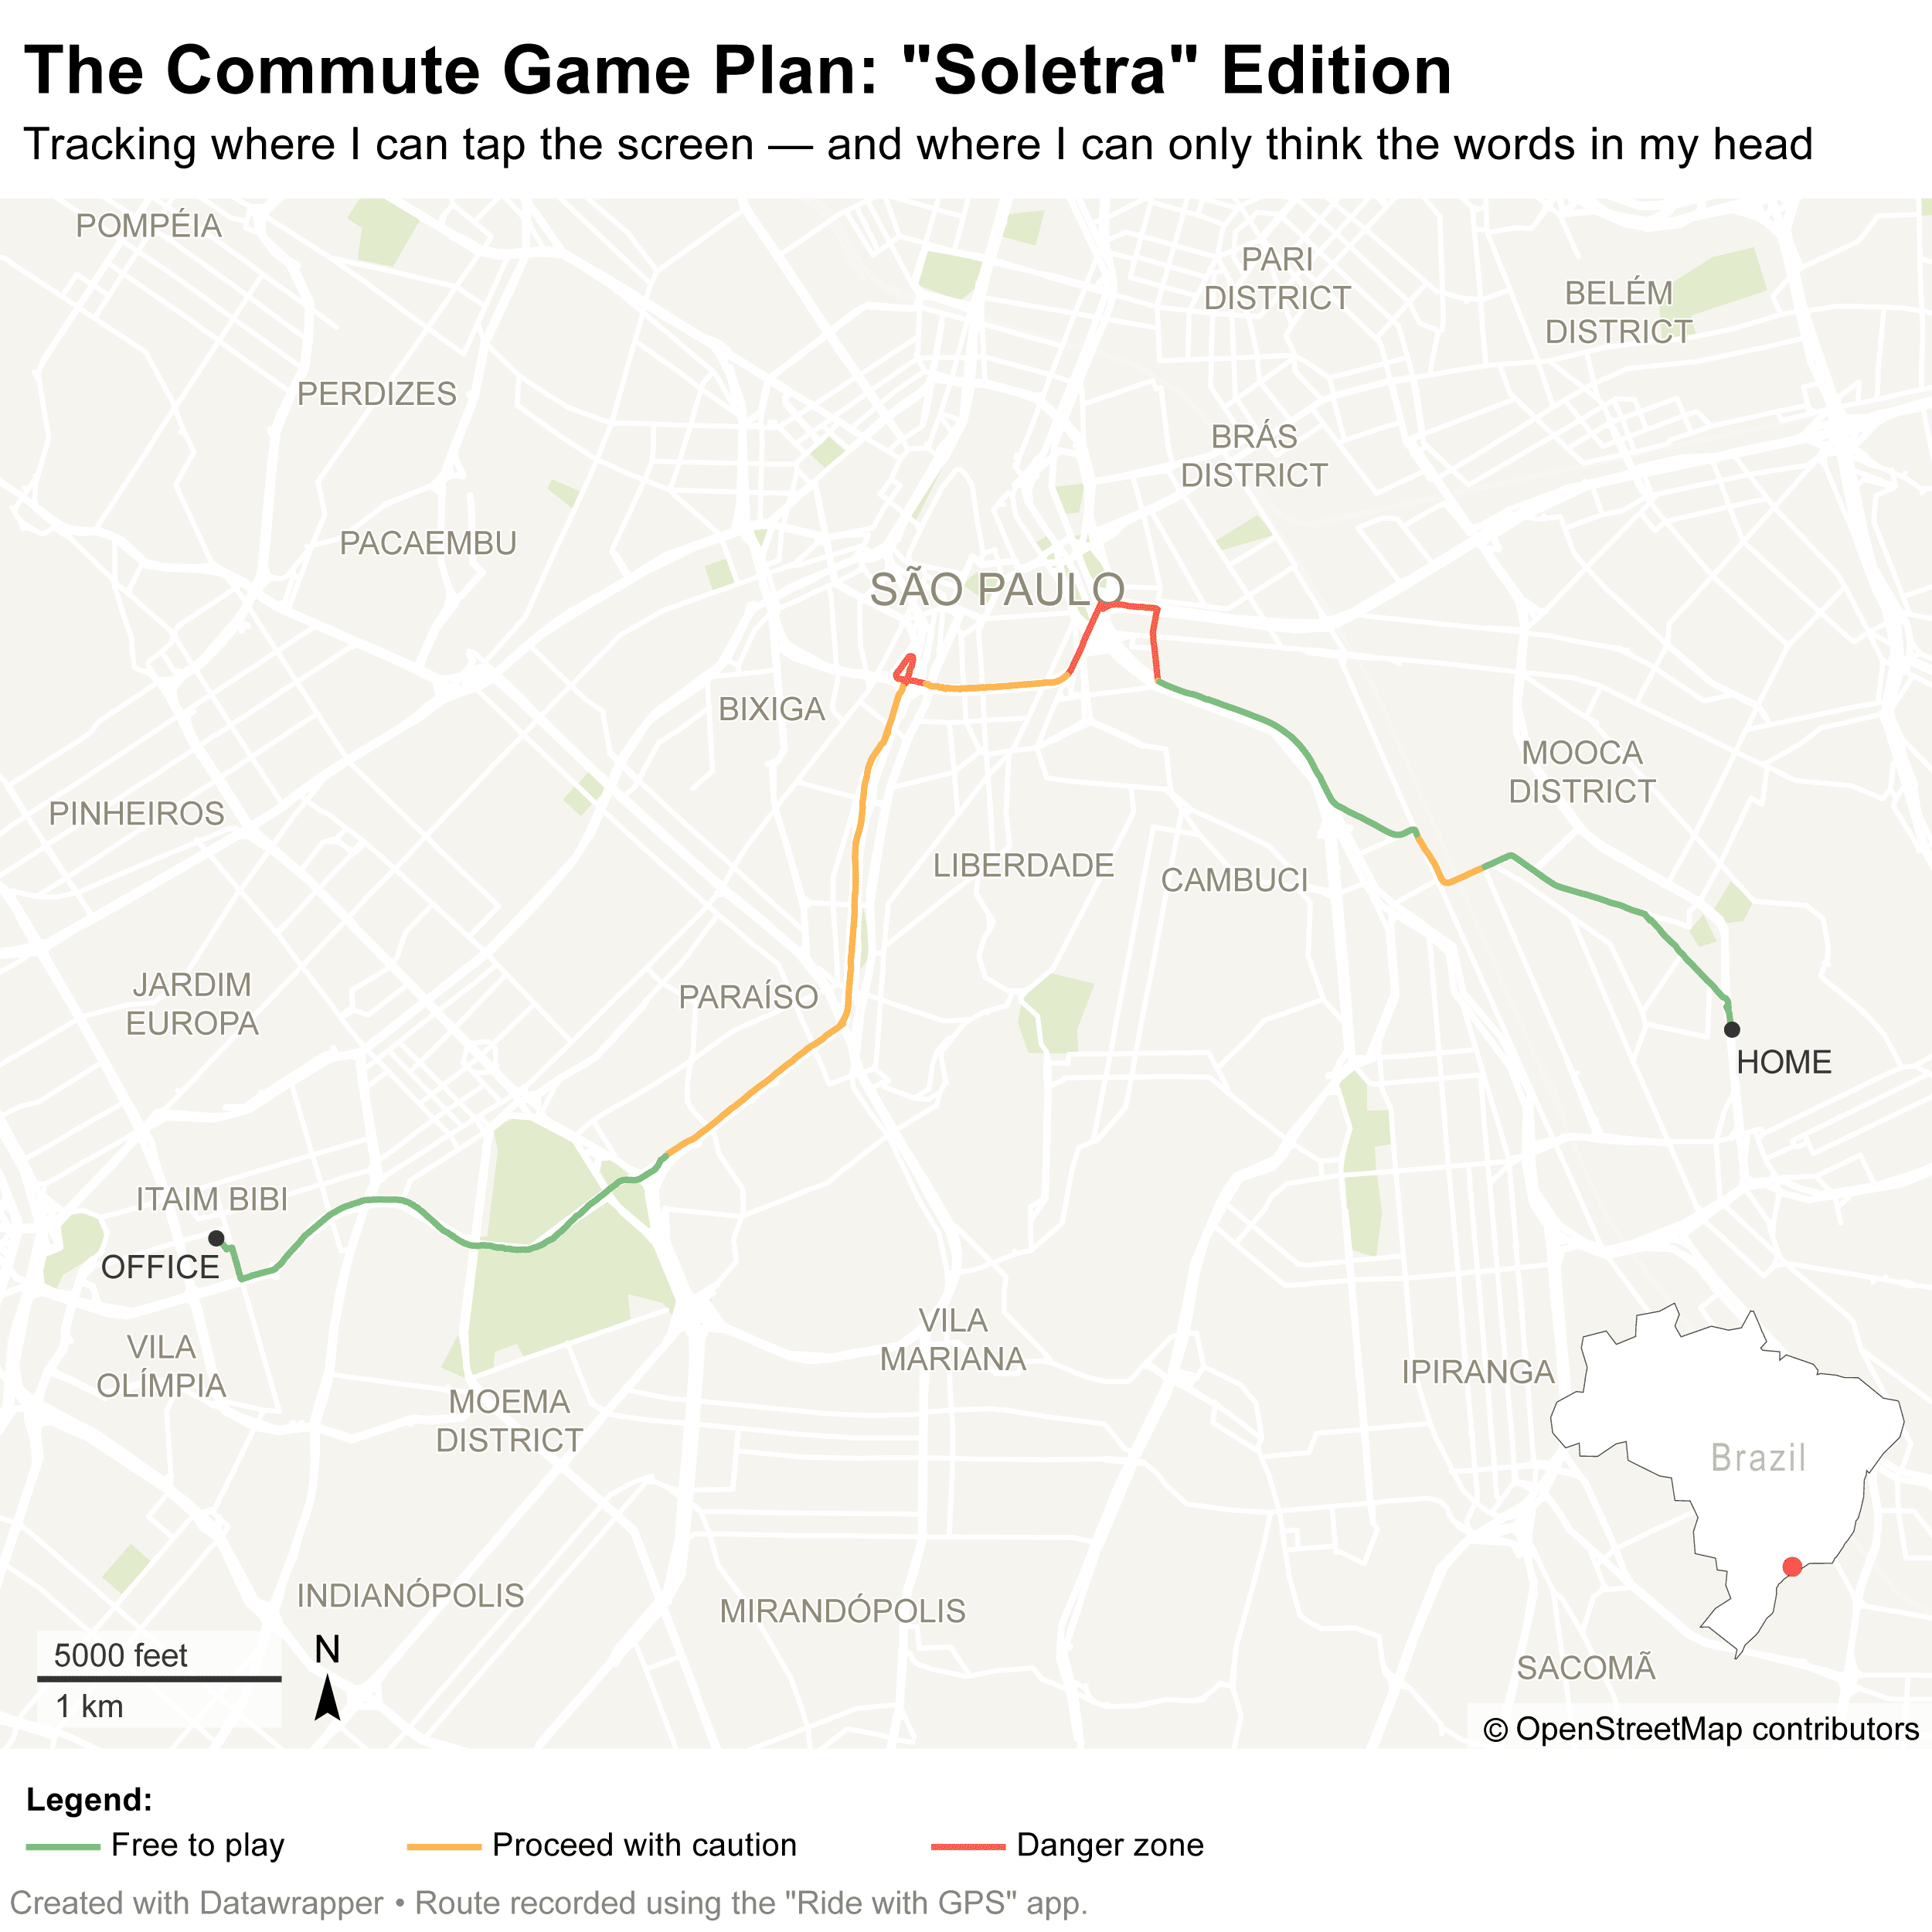 The Commute Game Plan: "Soletra" Edition
Tracking where I can tap the screen — and where I can only think the words in my head
POMPÉIA
PARI
DISTRICT
BELÉM
DISTRICT
PERDIZES
BRÁS
DISTRICT
PACAEMBU
SÃO PAULO
BIXIGA
MOOCA
DISTRICT
PINHEIROS
LIBERDADE
CAMBUCI
JARDIM
EUROPA
PARAÍSO
HOME
ITAIM BIBI
OFFICE
VILA
OLÍMPIA
VILA
MARIANA
IPIRANGA
MOEMA
DISTRICT
Brazil
INDIANÓPOLIS
MIRANDÓPOLIS
SACOMÃ
5000 feet
1 km
N
© OpenStreetMap contributors
Legend:
Free to play
Proceed with caution
Danger zone
Created with Datawrapper • Route recorded using the "Ride with GPS" app.